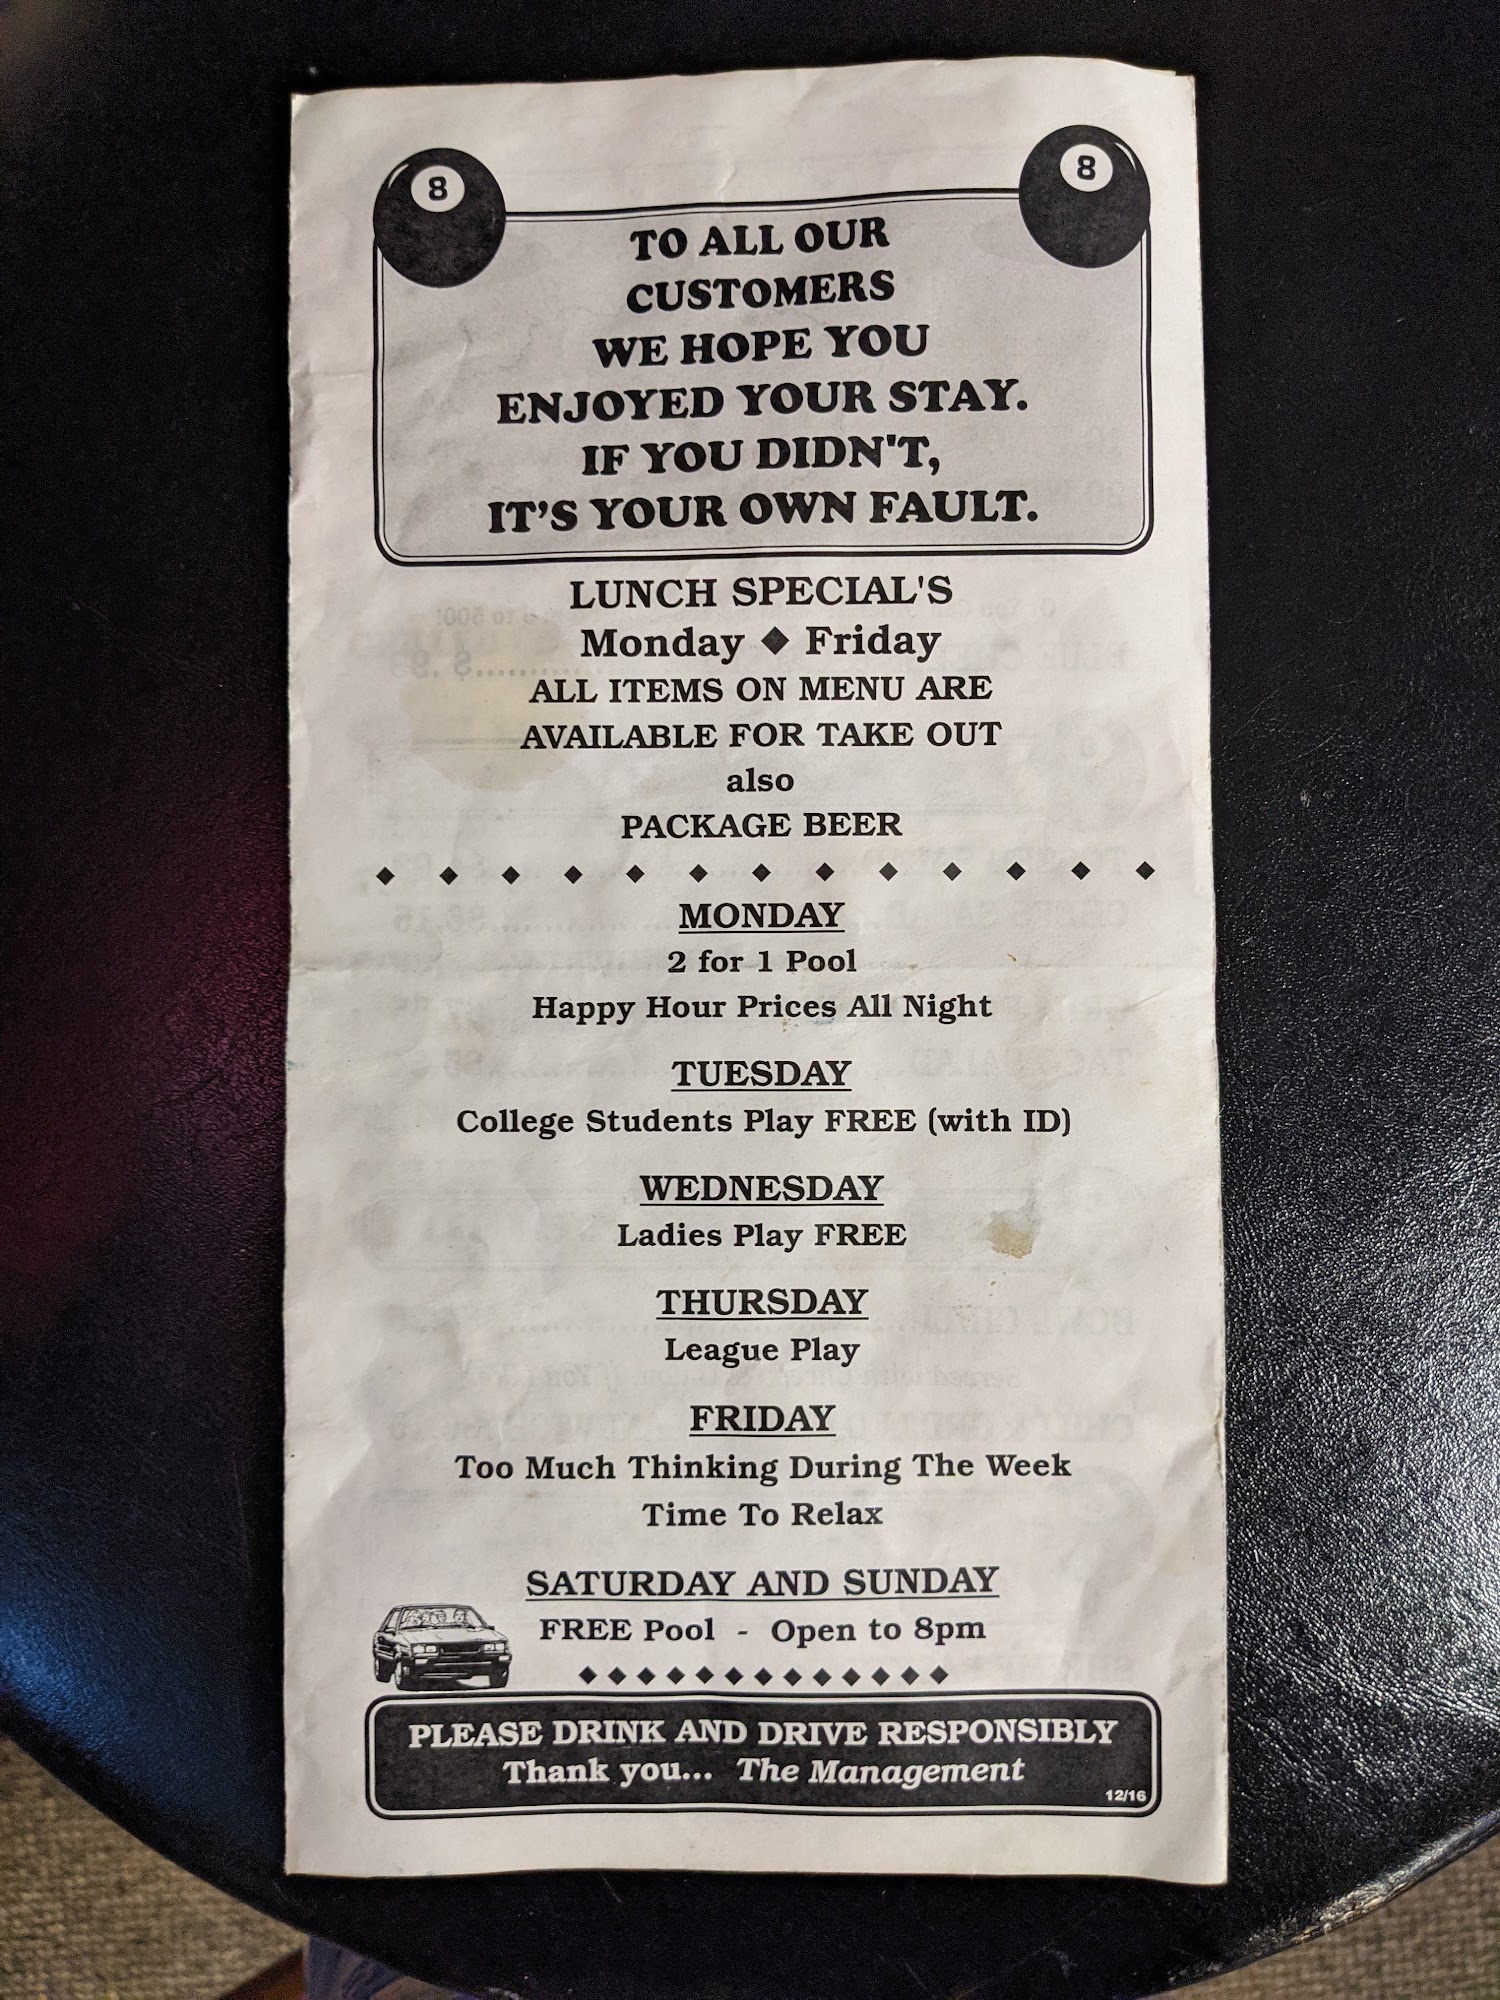 8
8
TO ALL OUR
CUSTOMERS
WE HOPE YOU
ENJOYED YOUR STAY.
IF YOU DIDN'T,
IT'S YOUR OWN FAULT.
LUNCH SPECIAL'S
Monday ◆ Friday
ALL ITEMS ON MENU ARE
AVAILABLE FOR TAKE OUT
also
PACKAGE BEER
MONDAY
2 for 1 Pool
Happy Hour Prices All Night
TUESDAY
College Students Play FREE (with ID)
WEDNESDAY
Ladies Play FREE
THURSDAY
League Play
FRIDAY
Too Much Thinking During The Week
Time To Relax
SATURDAY AND SUNDAY
FREE Pool - Open to 8pm
PLEASE DRINK AND DRIVE RESPONSIBLY
Thank you... The Management
12/16